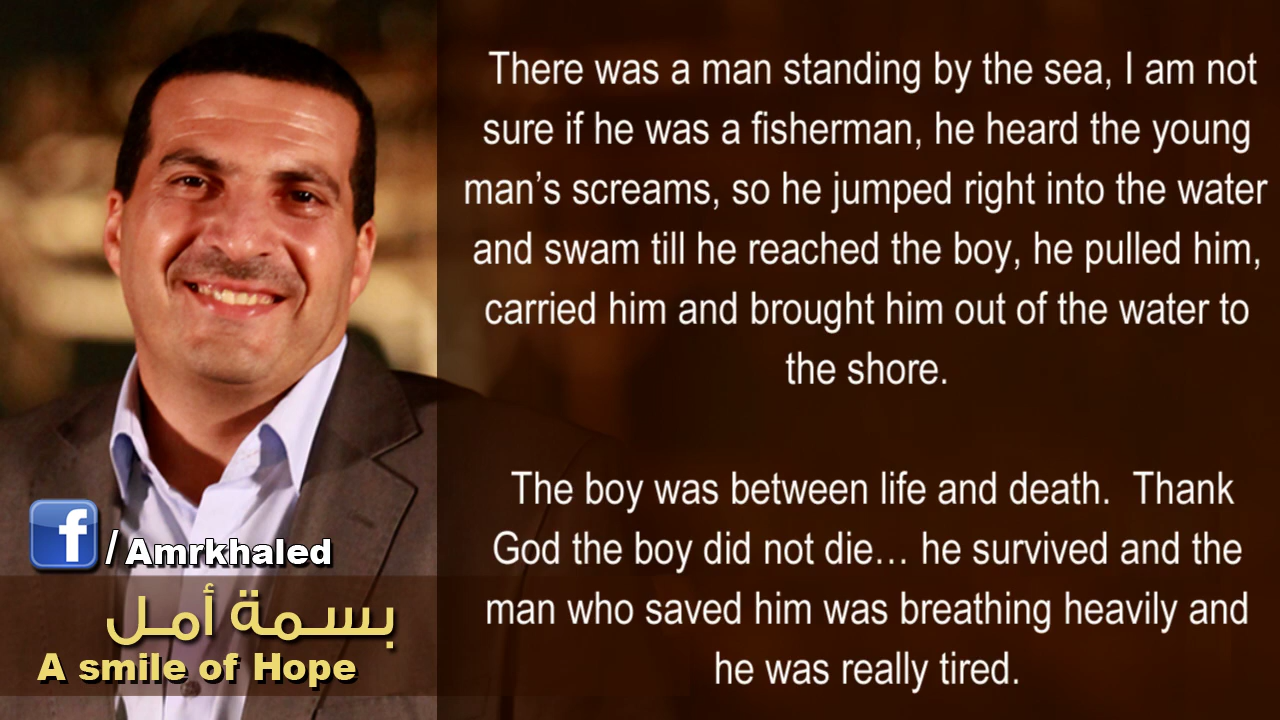 There was a man standing by the sea, I am not
sure if he was a fisherman, he heard the young
man’s screams, so he jumped right into the water
and swam till he reached the boy, he pulled him,
carried him and brought him out of the water to
the shore.
The boy was between life and death.  Thank
God the boy did not die... he survived and the
man who saved him was breathing heavily and
he was really tired.
f /Amrkhaled
بسمة أمل
A smile of Hope